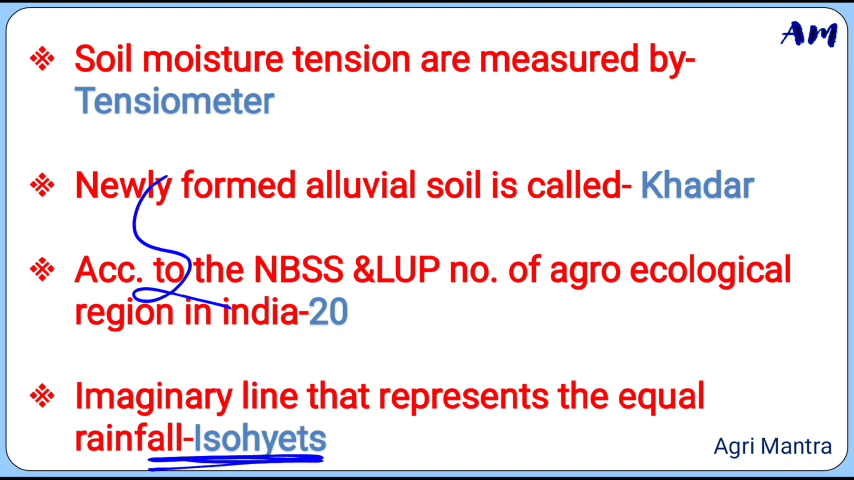 AM
❖ Soil moisture tension are measured by-
Tensiometer
❖ Newly formed alluvial soil is called- Khadar
❖ Acc. to the NBSS &LUP no. of agro ecological
region in india-20
❖ Imaginary line that represents the equal
rainfall-Isohyets
Agri Mantra